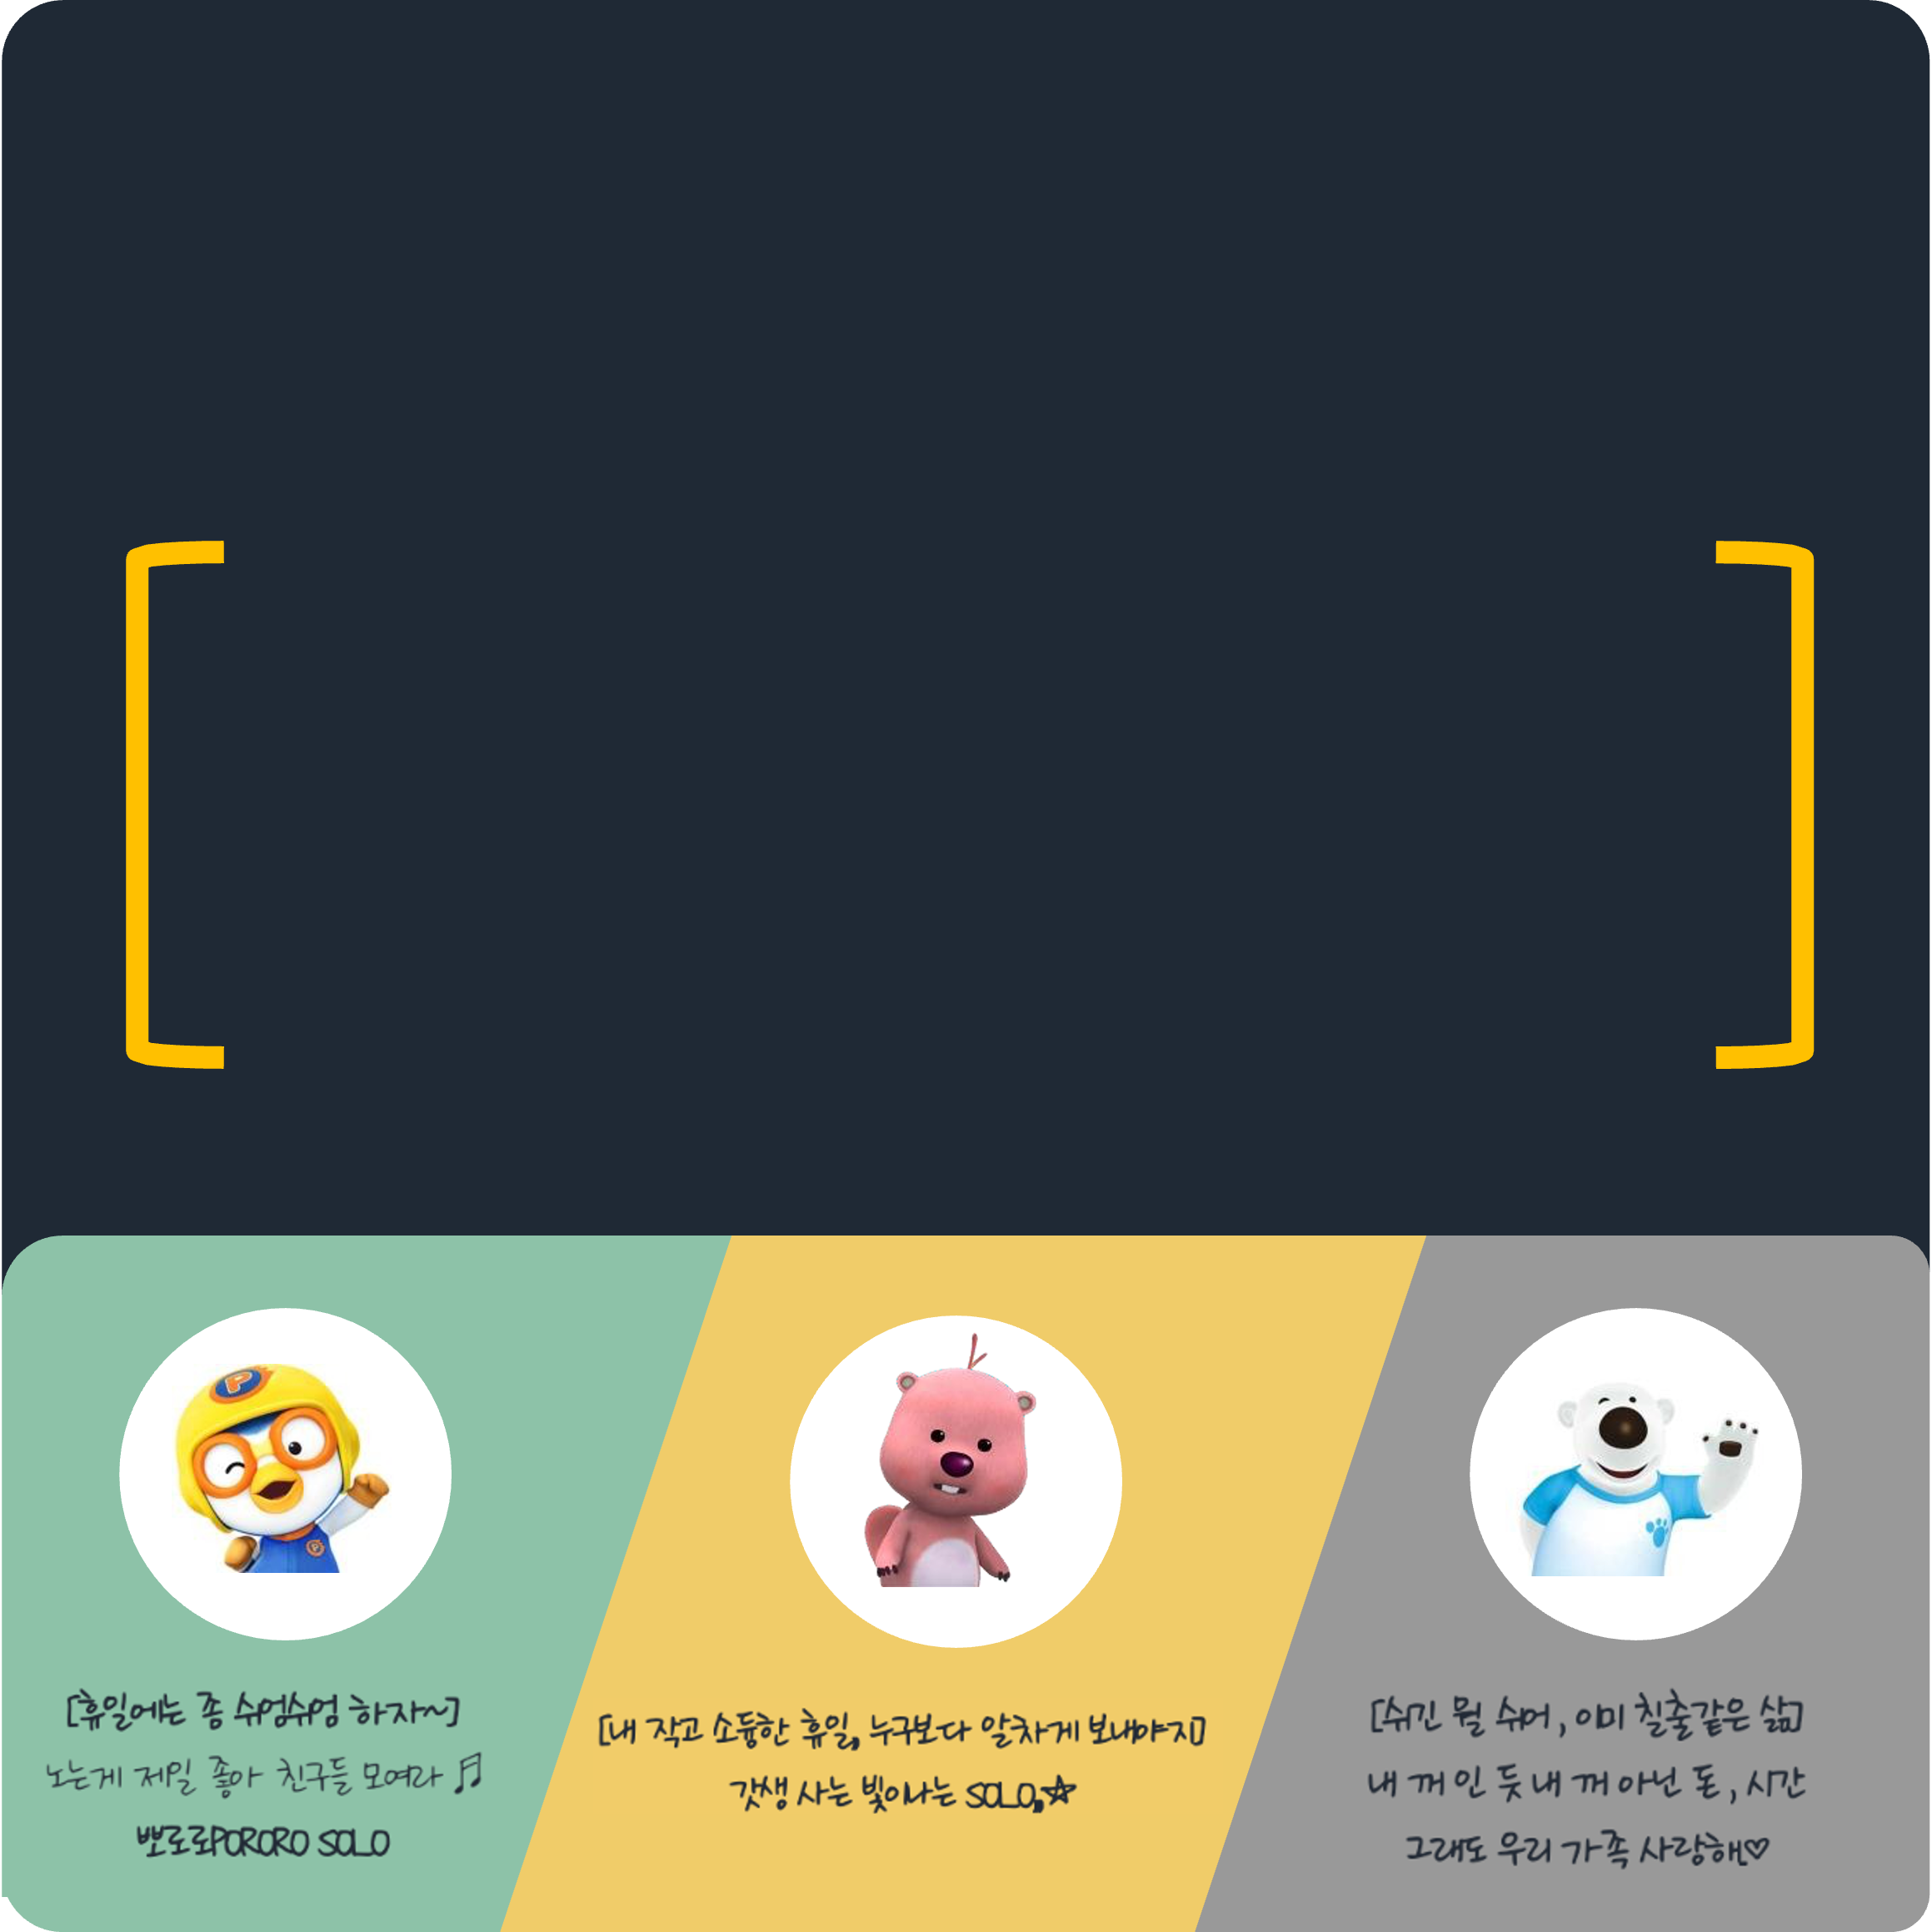 [휴일에는 좀 쉬엄쉬엄 하자~]
노는게 제일 좋아 친구들 모여라 ♫
뽀로로PORORO SOLO
[내 작고 소듕한 휴일, 누구보다 알차게 보내야지]
갓생 사는 빛이나는 SOLO,☆
[쉬긴 뭘 쉬어, 이미 칠출같은 삶]
내 꺼 인 듯 내 꺼 아닌 돈, 시간
그래도 우리 가족 사랑해♡
P
P